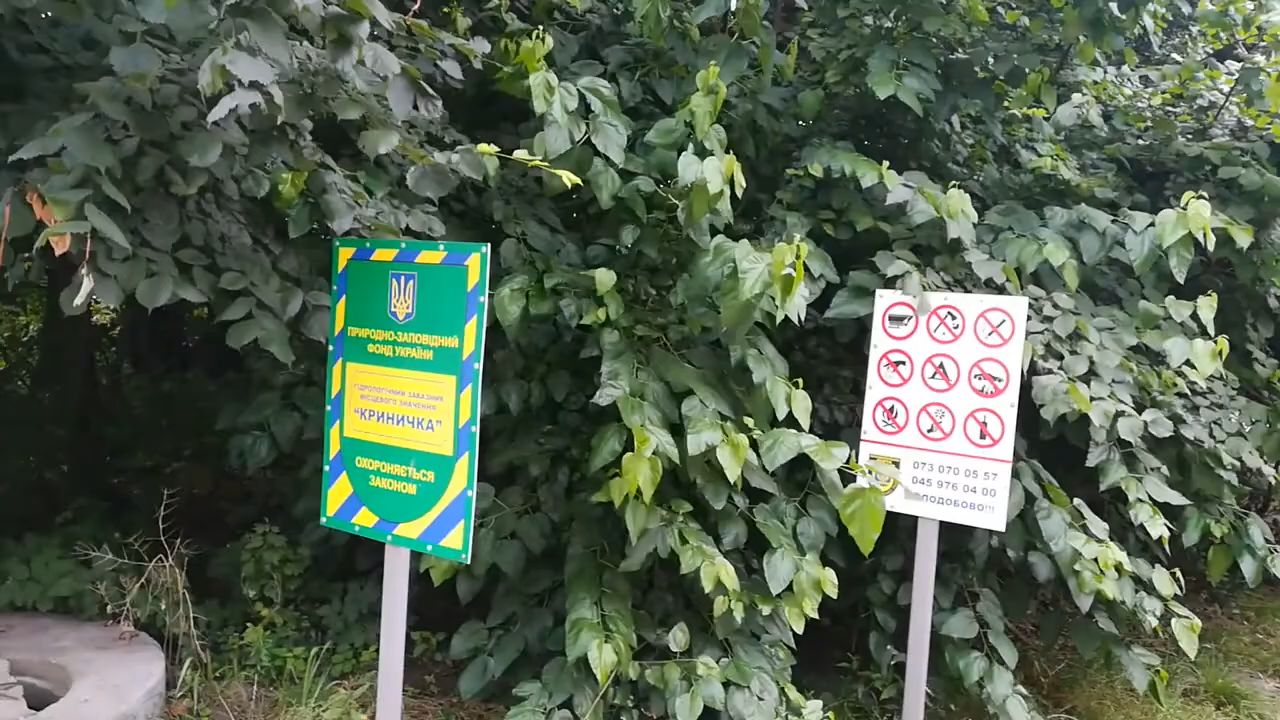 ПРИРОДНО-ЗАПОВІДНИЙ
ФОНД УКРАЇНИ
ГІДРОЛОГІЧНИЙ ЗАКАЗНИК
МІСЦЕВОГО ЗНАЧЕННЯ
"КРИНИЧКА"
ОХОРОНЯЄТЬСЯ
ЗАКОНОМ
073 070 05 57
045 976 04 00